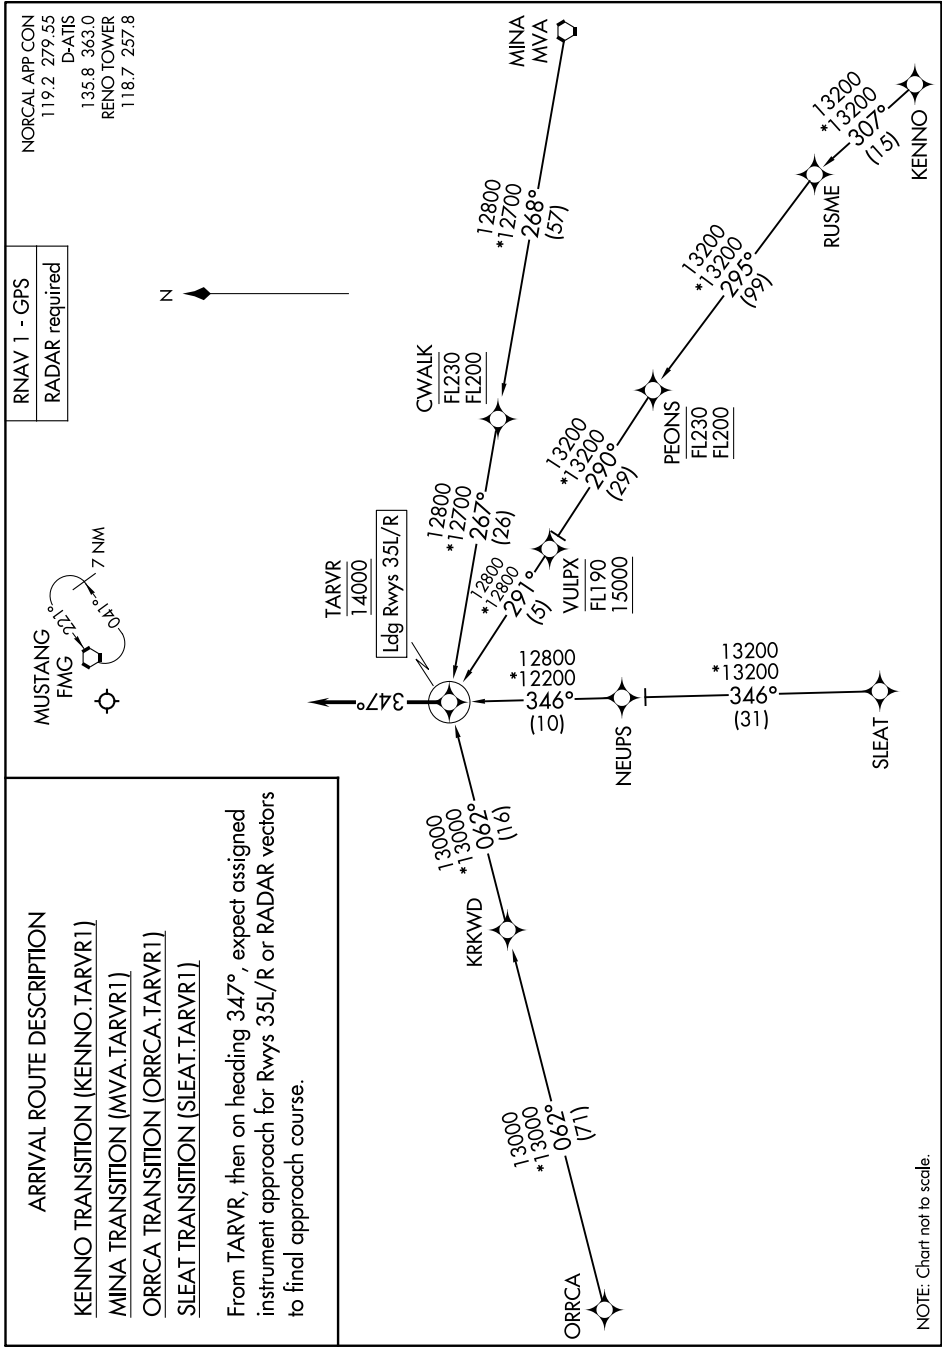 NORCAL APP CON
119.2 279.55
D-ATIS
135.8 363.0
RENO TOWER
118.7 257.8
RNAV 1 - GPS
RADAR required
MUSTANG
FMG
221°
041°
7 NM
N
MINA
MVA
12800
*12700
268°
(57)
CWALK
FL230
FL200
12800
*12700
267°
(26)
TARVR
14000
Ldg Rwys 35L/R
347°
KENNO
13200
*13200
307°
(15)
RUSME
13200
*13200
295°
(99)
PEONS
FL230
FL200
13200
*13200
290°
(29)
VULPX
FL190
15000
12800
*12800
291°
(5)
12800
*12200
346°
(10)
NEUPS
13200
*13200
346°
(31)
SLEAT
13000
*13000
062°
(16)
KRKWD
13000
*13000
062°
(71)
ORRCA
ARRIVAL ROUTE DESCRIPTION
KENNO TRANSITION (KENNO.TARVR1)
MINA TRANSITION (MVA.TARVR1)
ORRCA TRANSITION (ORRCA.TARVR1)
SLEAT TRANSITION (SLEAT.TARVR1)
From TARVR, then on heading 347°, expect assigned
instrument approach for Rwys 35L/R or RADAR vectors
to final approach course.
NOTE: Chart not to scale.